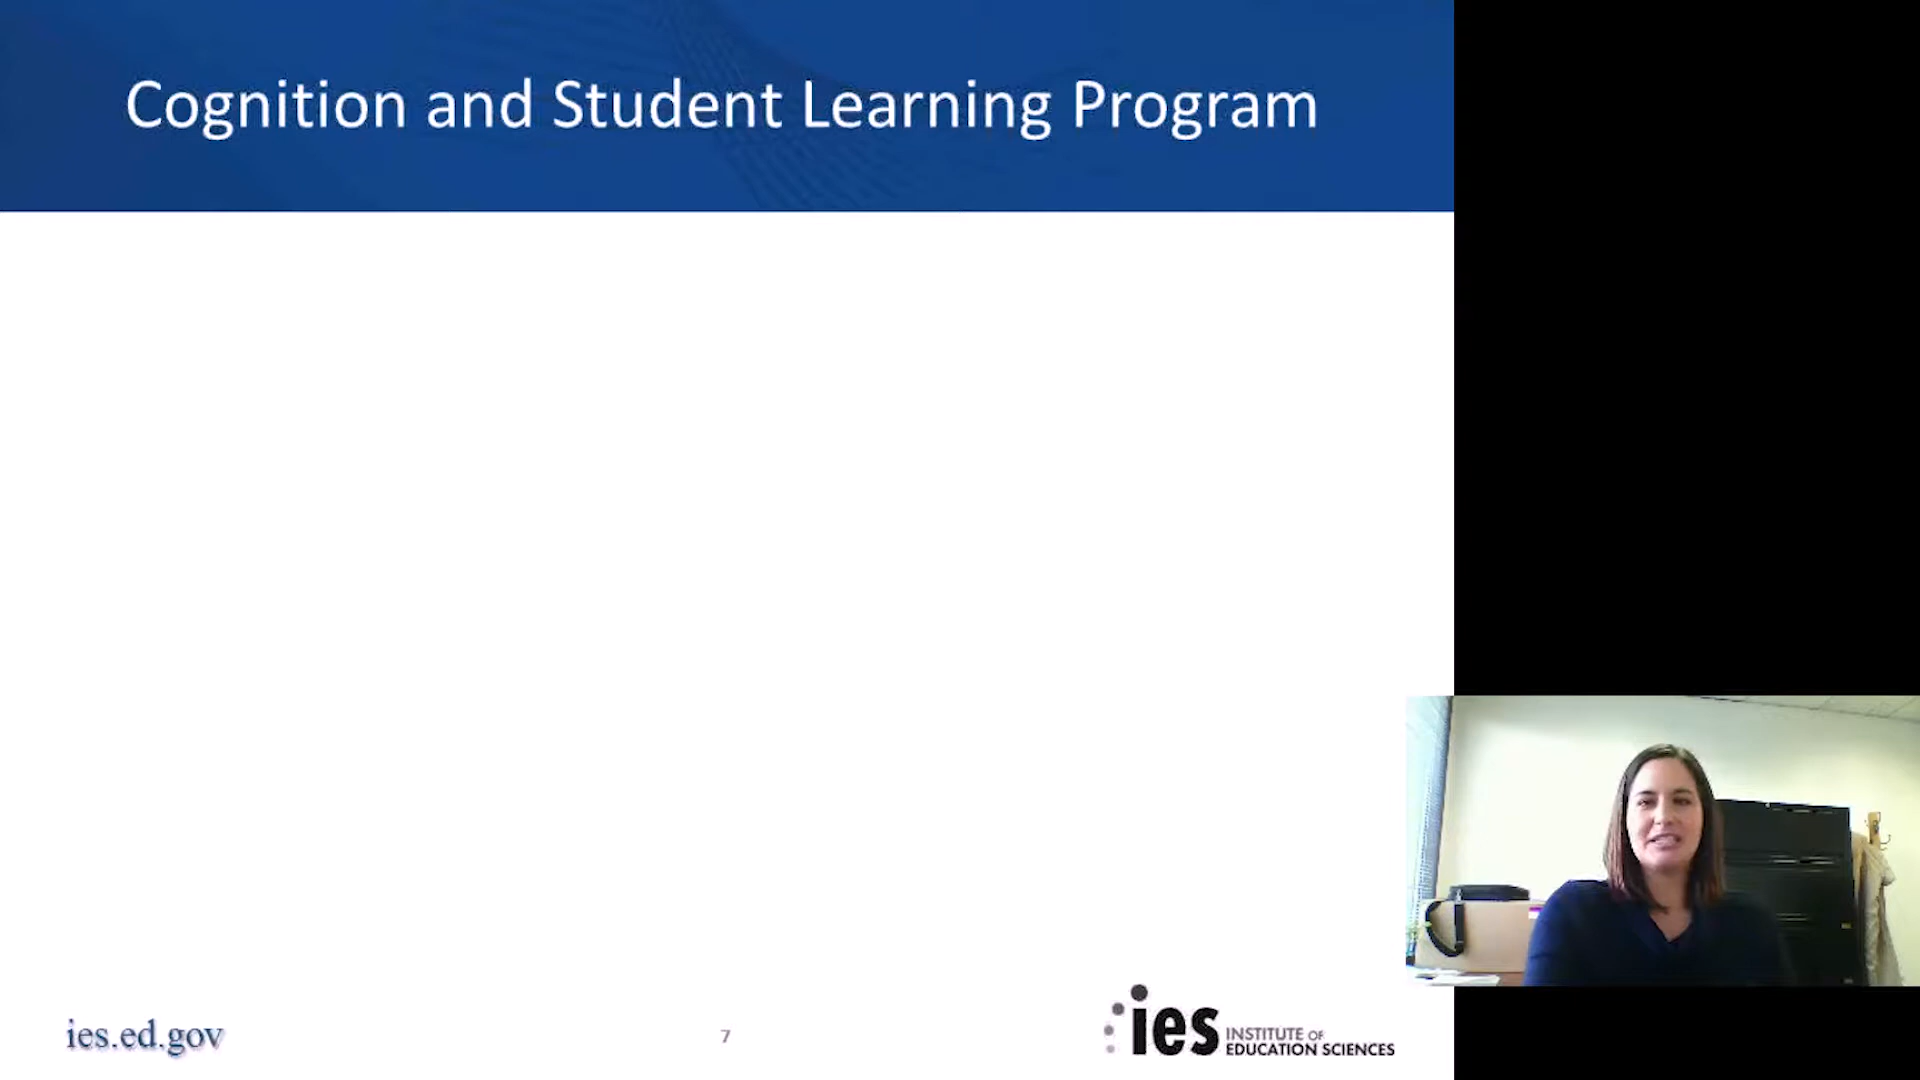 Cognition and Student Learning Program
ies.ed.gov
7
ies INSTITUTE OF
EDUCATION SCIENCES